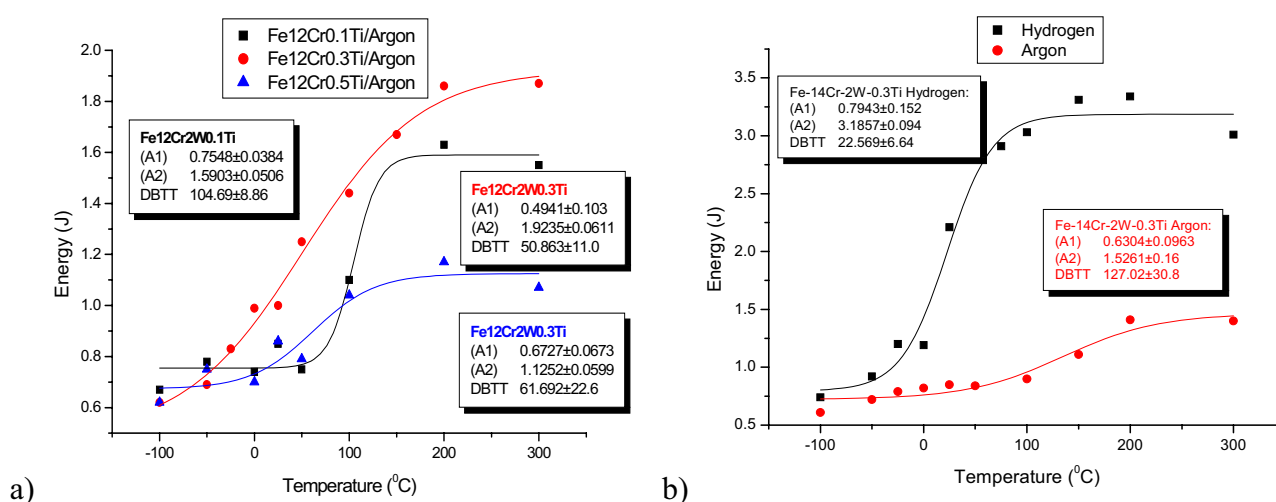 Fe12Cr0.1Ti/Argon
Fe12Cr0.3Ti/Argon
Fe12Cr0.5Ti/Argon
2.0
1.8
1.6
1.4
1.2
1.0
0.8
0.6
Energy (J)
Fe12Cr2W0.1Ti
(A1) 0.7548±0.0384
(A2) 1.5903±0.0506
DBTT 104.69±8.86
Fe12Cr2W0.3Ti
(A1) 0.4941±0.103
(A2) 1.9235±0.0611
DBTT 50.863±11.0
Fe12Cr2W0.3Ti
(A1) 0.6727±0.0673
(A2) 1.1252±0.0599
DBTT 61.692±22.6
-100 0 100 200 300
Temperature (⁰C)
a)
Hydrogen
Argon
3.5
3.0
2.5
2.0
1.5
1.0
0.5
Energy (J)
Fe-14Cr-2W-0.3Ti Hydrogen:
(A1) 0.7943±0.152
(A2) 3.1857±0.094
DBTT 22.569±6.64
Fe-14Cr-2W-0.3Ti Argon:
(A1) 0.6304±0.0963
(A2) 1.5261±0.16
DBTT 127.02±30.8
-100 0 100 200 300
Temperature (⁰C)
b)